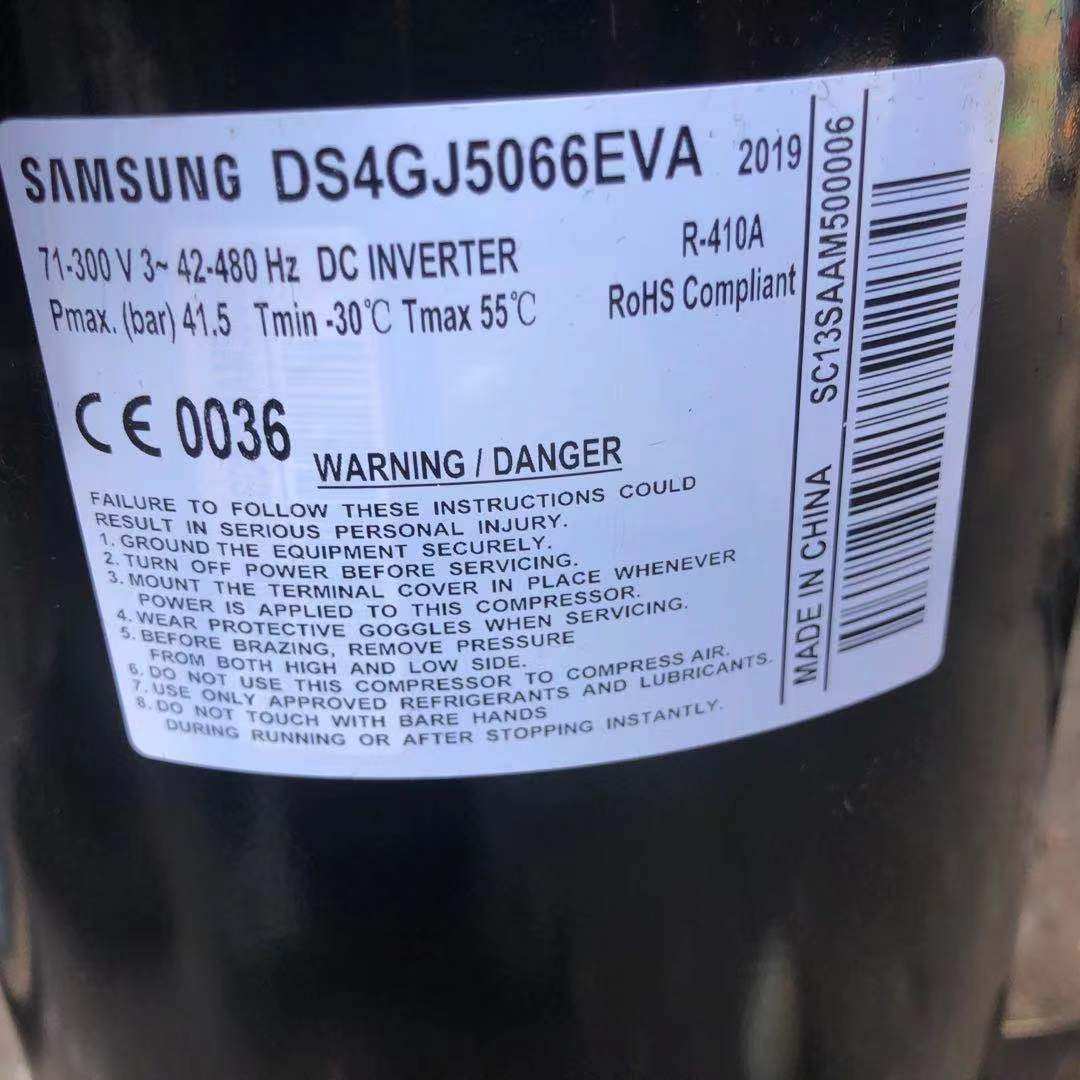 SAMSUNG DS4GJ5066EVA 2019
71-300 V 3~ 42-480 Hz DC INVERTER R-410A
Pmax. (bar) 41.5 Tmin -30℃ Tmax 55℃ RoHS Compliant
CE 0036
WARNING / DANGER
FAILURE TO FOLLOW THESE INSTRUCTIONS COULD
RESULT IN SERIOUS PERSONAL INJURY.
1. GROUND THE EQUIPMENT SECURELY.
2. TURN OFF POWER BEFORE SERVICING.
3. MOUNT THE TERMINAL COVER IN PLACE WHENEVER
POWER IS APPLIED TO THIS COMPRESSOR.
4. WEAR PROTECTIVE GOGGLES WHEN SERVICING.
5. BEFORE BRAZING, REMOVE PRESSURE
FROM BOTH HIGH AND LOW SIDE.
6. DO NOT USE THIS COMPRESSOR TO COMPRESS AIR.
7. USE ONLY APPROVED REFRIGERANTS AND LUBRICANTS.
8. DO NOT TOUCH WITH BARE HANDS
DURING RUNNING OR AFTER STOPPING INSTANTLY.
MADE IN CHINA SC13SAAM500006